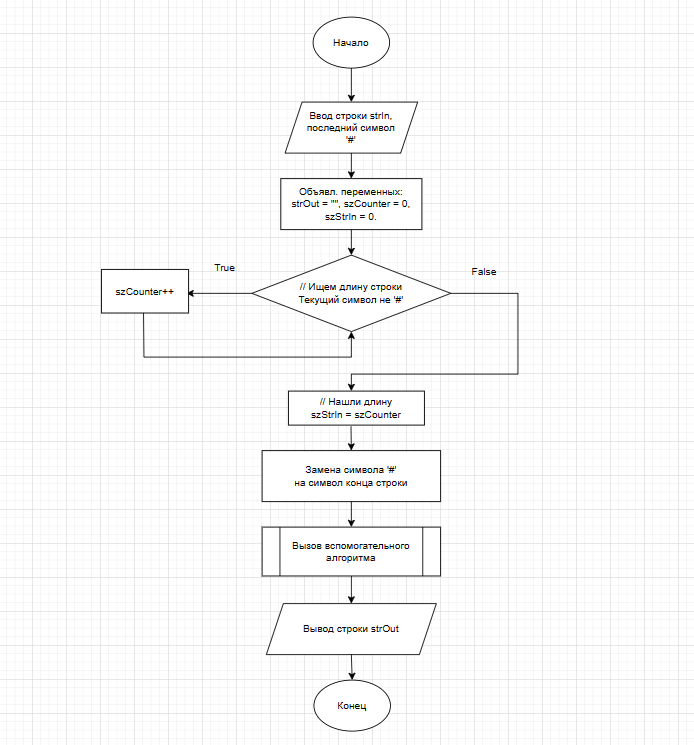 Начало
Ввод строки strIn,
последний символ
'#'
Объявл. переменных:
strOut = "", szCounter = 0,
szStrIn = 0.
True
False
szCounter++
// Ищем длину строки
Текущий символ не '#'
// Нашли длину
szStrIn = szCounter
Замена символа '#'
на символ конца строки
Вызов вспомогательного
алгоритма
Вывод строки strOut
Конец